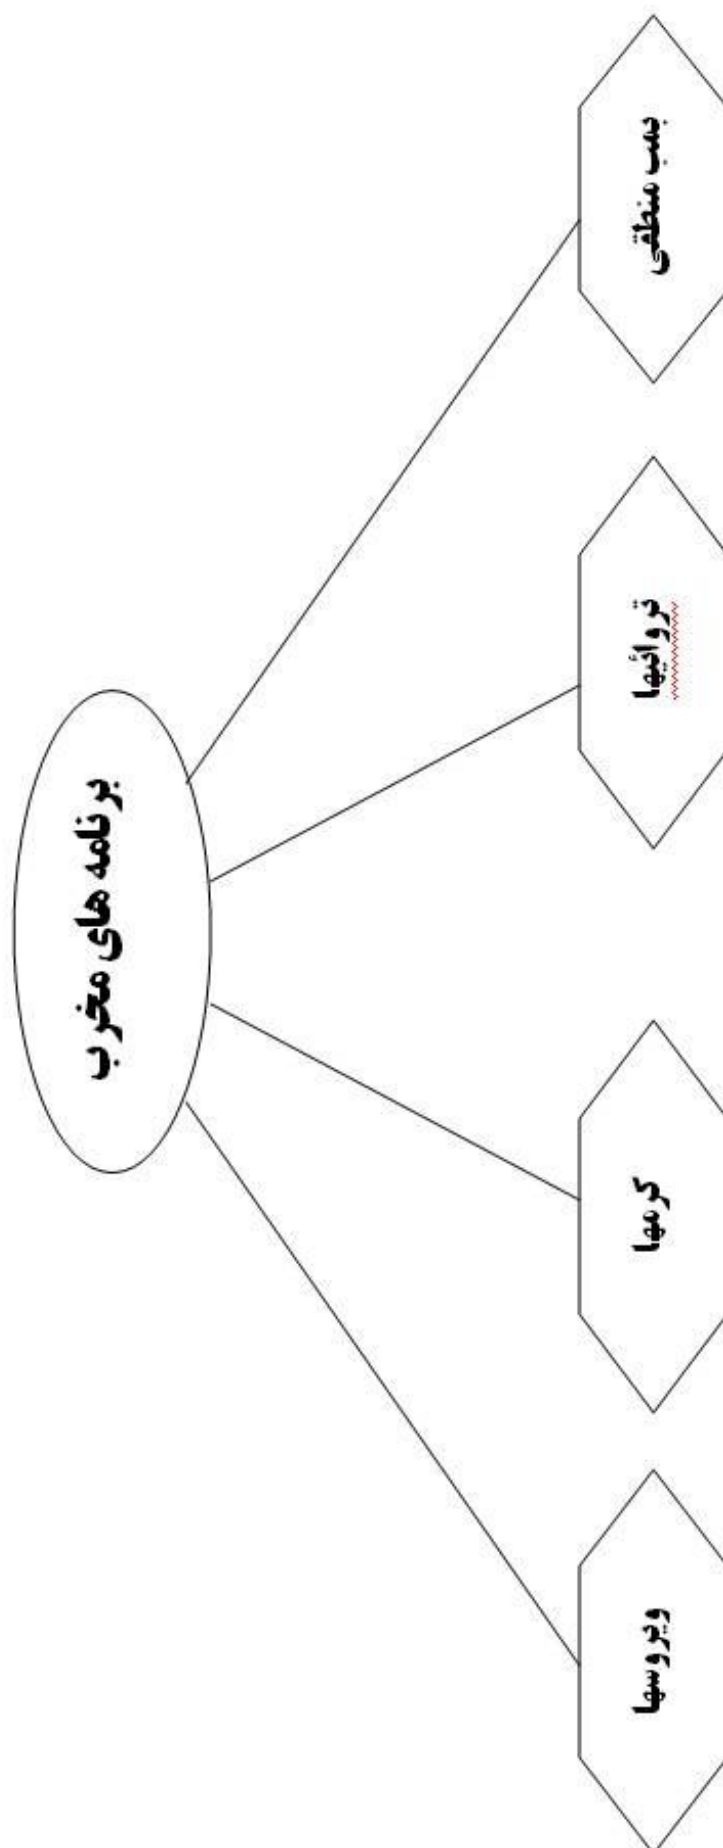 برنامه های مخرب
بمب منطقی
تروائیها
کرمها
ویروسها